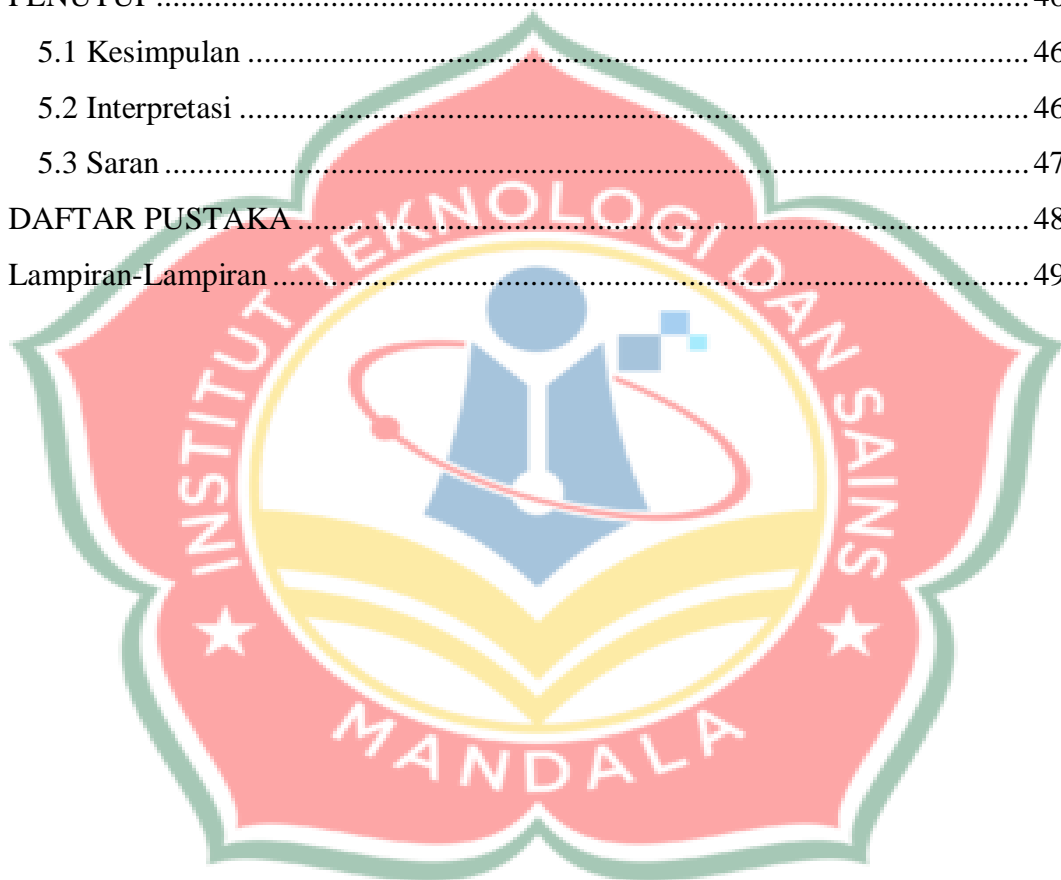 PENUTUP ........................................................................................ 46
5.1 Kesimpulan ............................................................................... 46
5.2 Interpretasi ................................................................................ 46
5.3 Saran ....................................................................................... 47
DAFTAR PUSTAKA .......................................................................... 48
Lampiran-Lampiran ............................................................................ 49
INSTITUT TEKNOLOGI DAN SAINS
MANDALA